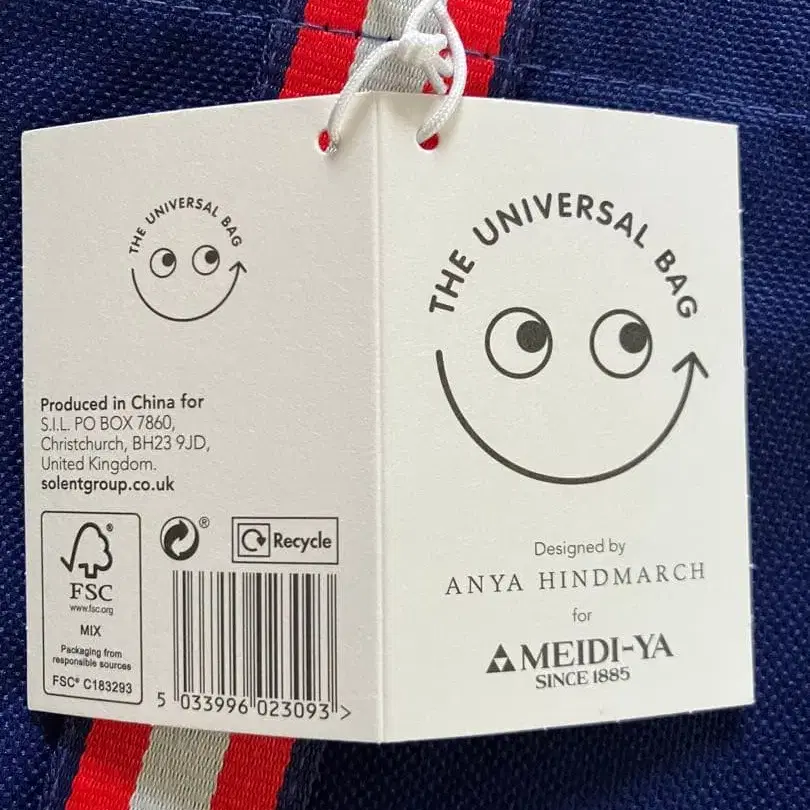 THE UNIVERSAL BAG
Produced in China for
S.I.L. PO BOX 7860,
Christchurch, BH23 9JD,
United Kingdom.
solentgroup.co.uk
FSC
www.fsc.org
MIX
Packaging from
responsible sources
FSC® C183293
®
®
Recycle
5 033996 023093 >
THE UNIVERSAL BAG
Designed by
ANYA HINDMARCH
for
MEIDI-YA
SINCE 1885